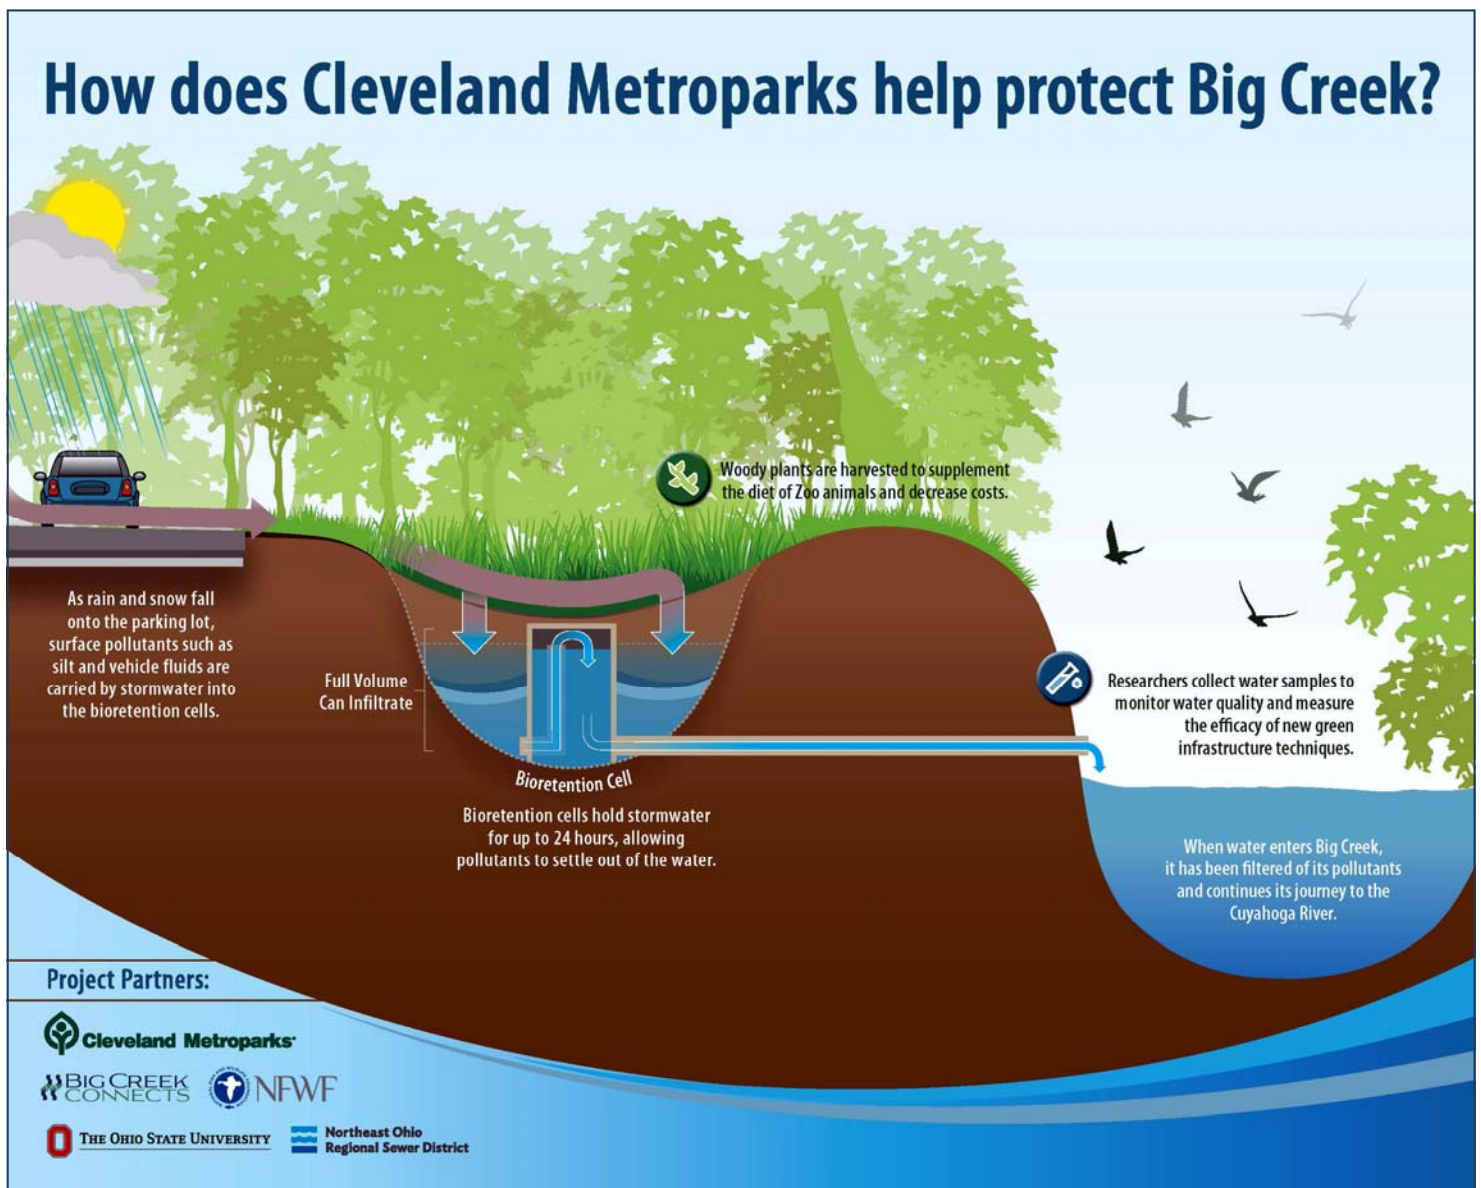 How does Cleveland Metroparks help protect Big Creek?
Woody plants are harvested to supplement
the diet of Zoo animals and decrease costs.
As rain and snow fall
onto the parking lot,
surface pollutants such as
silt and vehicle fluids are
carried by stormwater into
the bioretention cells.
Full Volume
Can Infiltrate
Bioretention Cell
Bioretention cells hold stormwater
for up to 24 hours, allowing
pollutants to settle out of the water.
Researchers collect water samples to
monitor water quality and measure
the efficacy of new green
infrastructure techniques.
When water enters Big Creek,
it has been filtered of its pollutants
and continues its journey to the
Cuyahoga River.
Project Partners:
Cleveland Metroparks
BIG CREEK
CONNECTS
NFWF
THE OHIO STATE UNIVERSITY
Northeast Ohio
Regional Sewer District